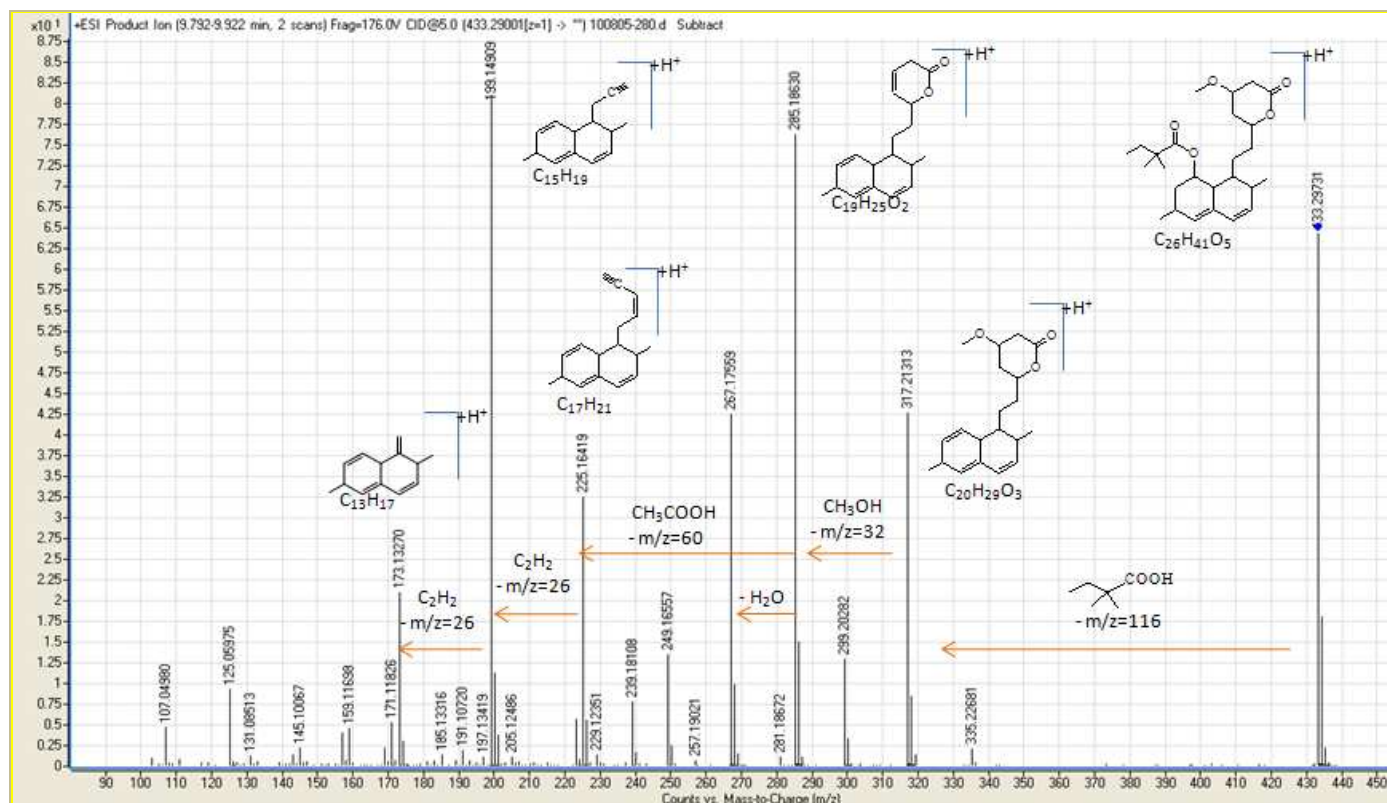 x10 1 +ESI Product Ion (9.792-9.922 min, 2 scans) Frag=176.0V CID@5.0 (433.29001[z=1] -> "") 100805-280.d Subtract
8.75
8.5
8.25
8
7.75
7.5
7.25
7
6.75
6.5
6.25
6
5.75
5.5
5.25
5
4.75
4.5
4.25
4
3.75
3.5
3.25
3
2.75
2.5
2.25
2
1.75
1.5
1.25
1
0.75
0.5
0.25
0
+H+
+H+
+H+
O
O
O
O
O
O
O
C
C15H19
C19H25O2
C26H41O5
+H+
+H+
C
O
O
O
C17H21
C20H29O3
+H+
C13H17
CH3COOH
- m/z=60
CH3OH
- m/z=32
C2H2
- m/z=26
C2H2
- m/z=26
- H2O
COOH
- m/z=116
107.04980
125.05975
131.08513
145.10067
159.11698
171.11826
173.13270
185.13316
191.10720
197.13419
199.14909
205.12486
225.16419
229.12351
239.18108
249.16557
257.19021
267.17559
281.18672
285.18630
299.20282
317.21313
335.22681
433.29731
90 100 110 120 130 140 150 160 170 180 190 200 210 220 230 240 250 260 270 280 290 300 310 320 330 340 350 360 370 380 390 400 410 420 430 440 450
Counts vs. Mass-to-Charge (m/z)